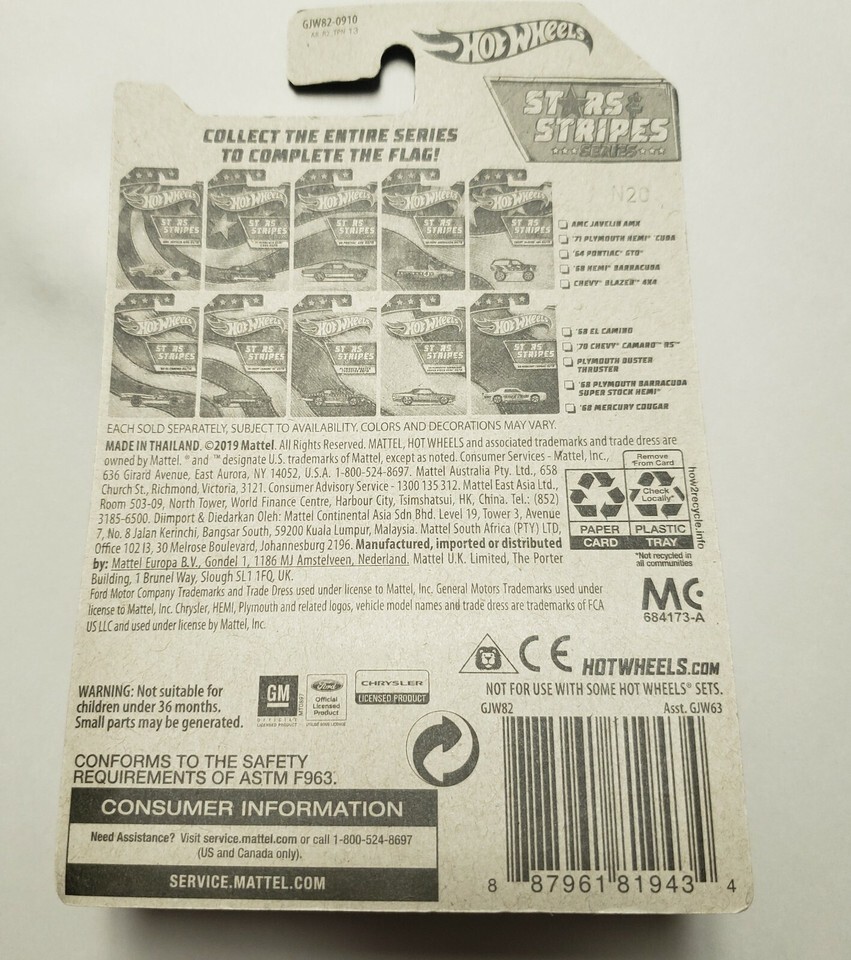 GJW82-0910
HOT WHEELS
ST RS &
STRIPES
SERIES
COLLECT THE ENTIRE SERIES
TO COMPLETE THE FLAG!
N20
AMC JAVELIN AMX
'71 PLYMOUTH HEMI® 'CUDA
'64 PONTIAC® GTO®
'68 HEMI® BARRACUDA
CHEVY® BLAZER™ 4X4
'68 EL CAMINO
'70 CHEVY® CAMARO™ RS™
PLYMOUTH DUSTER
THRUSTER
'68 PLYMOUTH BARRACUDA
SUPER STOCK HEMI®
'68 MERCURY COUGAR
EACH SOLD SEPARATELY, SUBJECT TO AVAILABILITY, COLORS AND DECORATIONS MAY VARY.
MADE IN THAILAND. ©2019 Mattel. All Rights Reserved. MATTEL, HOT WHEELS and associated trademarks and trade dress are
owned by Mattel. ® and ™ designate U.S. trademarks of Mattel, except as noted. Consumer Services - Mattel, Inc.,
636 Girard Avenue, East Aurora, NY 14052, U.S.A. 1-800-524-8697. Mattel Australia Pty. Ltd., 658
Church St., Richmond, Victoria, 3121. Consumer Advisory Service - 1300 135 312. Mattel East Asia Ltd.,
Room 503-09, North Tower, World Finance Centre, Harbour City, Tsimshatsui, HK, China. Tel.: (852)
3185-6500. Diimport & Diedarkan Oleh: Mattel Continental Asia Sdn Bhd. Level 19, Tower 3, Avenue
7, No. 8 Jalan Kerinchi, Bangsar South, 59200 Kuala Lumpur, Malaysia. Mattel South Africa (PTY) LTD,
Office 102 I3, 30 Melrose Boulevard, Johannesburg 2196. Manufactured, imported or distributed
by: Mattel Europa B.V., Gondel 1, 1186 MJ Amstelveen, Nederland. Mattel U.K. Limited, The Porter
Building, 1 Brunel Way, Slough SL1 1FQ, UK.
Ford Motor Company Trademarks and Trade Dress used under license to Mattel, Inc. General Motors Trademarks used under
license to Mattel, Inc. Chrysler, HEMI, Plymouth and related logos, vehicle model names and trade dress are trademarks of FCA
US LLC and used under license by Mattel, Inc.
Remove
From Card
Check
Locally*
PAPER
CARD
PLASTIC
TRAY
*Not recycled in
all communities
how2recycle.info
MC
684173-A
CE
HOTWHEELS.COM
NOT FOR USE WITH SOME HOT WHEELS® SETS.
WARNING: Not suitable for
children under 36 months.
Small parts may be generated.
GM
OFFICIAL
LICENSED PRODUCT
Ford
Official
Licensed
Product
CHRYSLER
LICENSED PRODUCT
GJW82
Asst. GJW63
CONFORMS TO THE SAFETY
REQUIREMENTS OF ASTM F963.
CONSUMER INFORMATION
Need Assistance? Visit service.mattel.com or call 1-800-524-8697
(US and Canada only).
SERVICE.MATTEL.COM
8 87961 81943 4